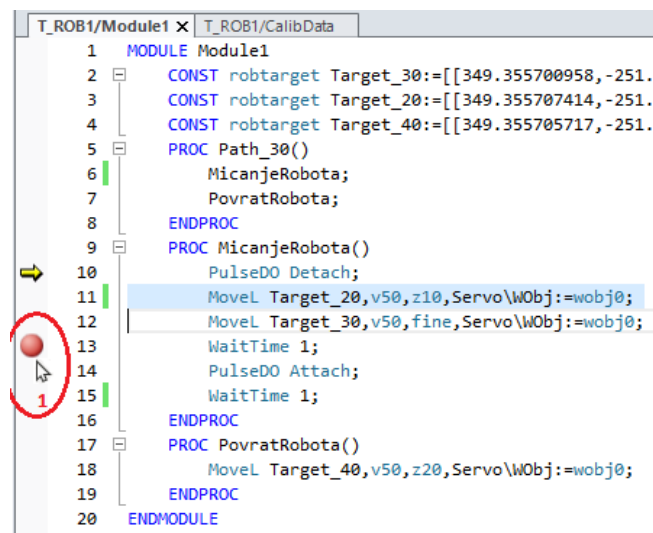 T_ROB1/Module1 X T_ROB1/CalibData
1 MODULE Module1
2 CONST robtarget Target_30:=[[349.355700958,-251.
3 CONST robtarget Target_20:=[[349.355707414,-251.
4 CONST robtarget Target_40:=[[349.355705717,-251.
5 PROC Path_30()
6 MicanjeRobota;
7 PovratRobota;
8 ENDPROC
9 PROC MicanjeRobota()
10 PulseDO Detach;
11 MoveL Target_20,v50,z10,Servo\WObj:=wobj0;
12 MoveL Target_30,v50,fine,Servo\WObj:=wobj0;
13 WaitTime 1;
14 PulseDO Attach;
1 15 WaitTime 1;
16 ENDPROC
17 PROC PovratRobota()
18 MoveL Target_40,v50,z20,Servo\WObj:=wobj0;
19 ENDPROC
20 ENDMODULE